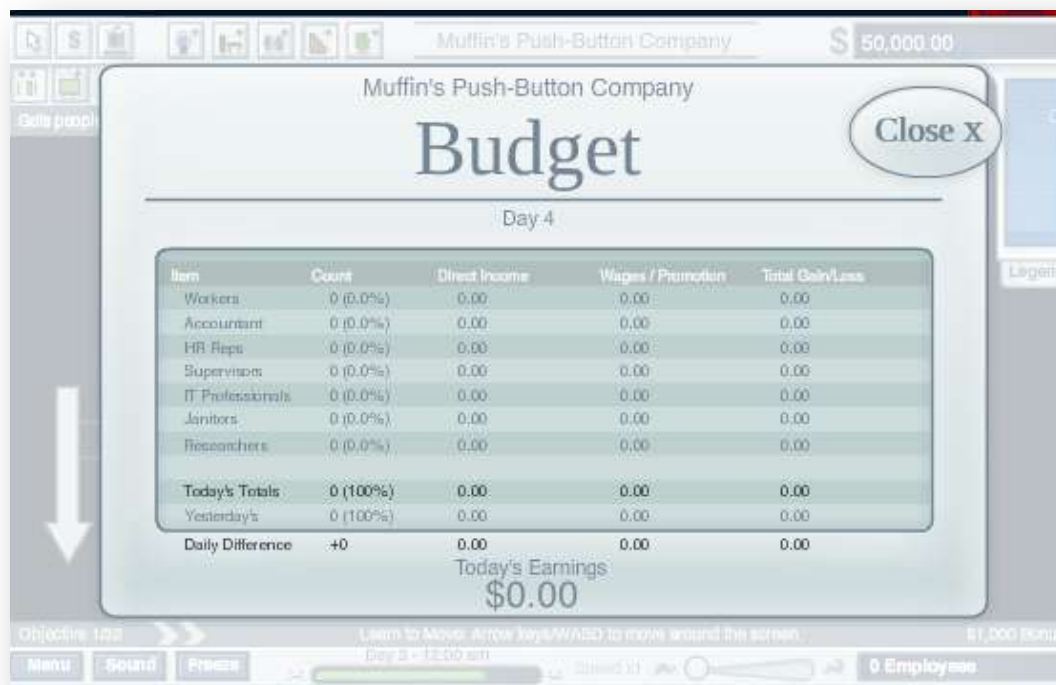 S
Muffin's Push-Button Company
$ 50,000.00
Gets people
Muffin's Push-Button Company
Budget
Close X
Day 4
Item Count Direct Income Wages / Promotion Total Gain/Loss
Workers 0 (0.0%) 0.00 0.00 0.00
Accountant 0 (0.0%) 0.00 0.00 0.00
HR Reps 0 (0.0%) 0.00 0.00 0.00
Supervisors 0 (0.0%) 0.00 0.00 0.00
IT Professionals 0 (0.0%) 0.00 0.00 0.00
Janitors 0 (0.0%) 0.00 0.00 0.00
Researchers 0 (0.0%) 0.00 0.00 0.00
Today's Totals 0 (100%) 0.00 0.00 0.00
Yesterday's 0 (100%) 0.00 0.00 0.00
Daily Difference +0 0.00 0.00 0.00
Today's Earnings
$0.00
Learn to Move: Arrow keys/WASD to move around the screen
Menu Sound Freeze Day 3 - 12:00 am Speed x1 0 Employees